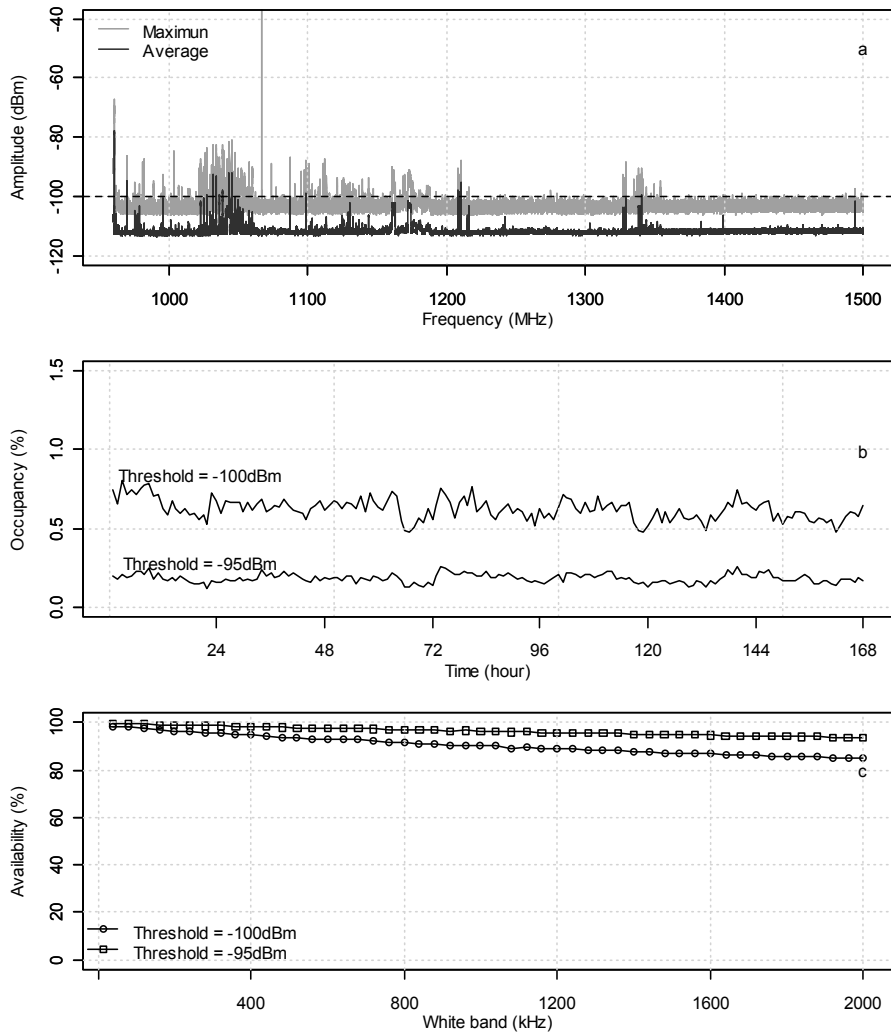 -40
-60
-80
-100
-120
Amplitude (dBm)
Maximun
Average
a
1000
1100
1200
1300
1400
1500
Frequency (MHz)
1.5
1.0
0.5
0.0
Occupancy (%)
b
Threshold = -100dBm
Threshold = -95dBm
24
48
72
96
120
144
168
Time (hour)
100
80
60
40
20
0
Availability (%)
c
Threshold = -100dBm
Threshold = -95dBm
400
800
1200
1600
2000
White band (kHz)